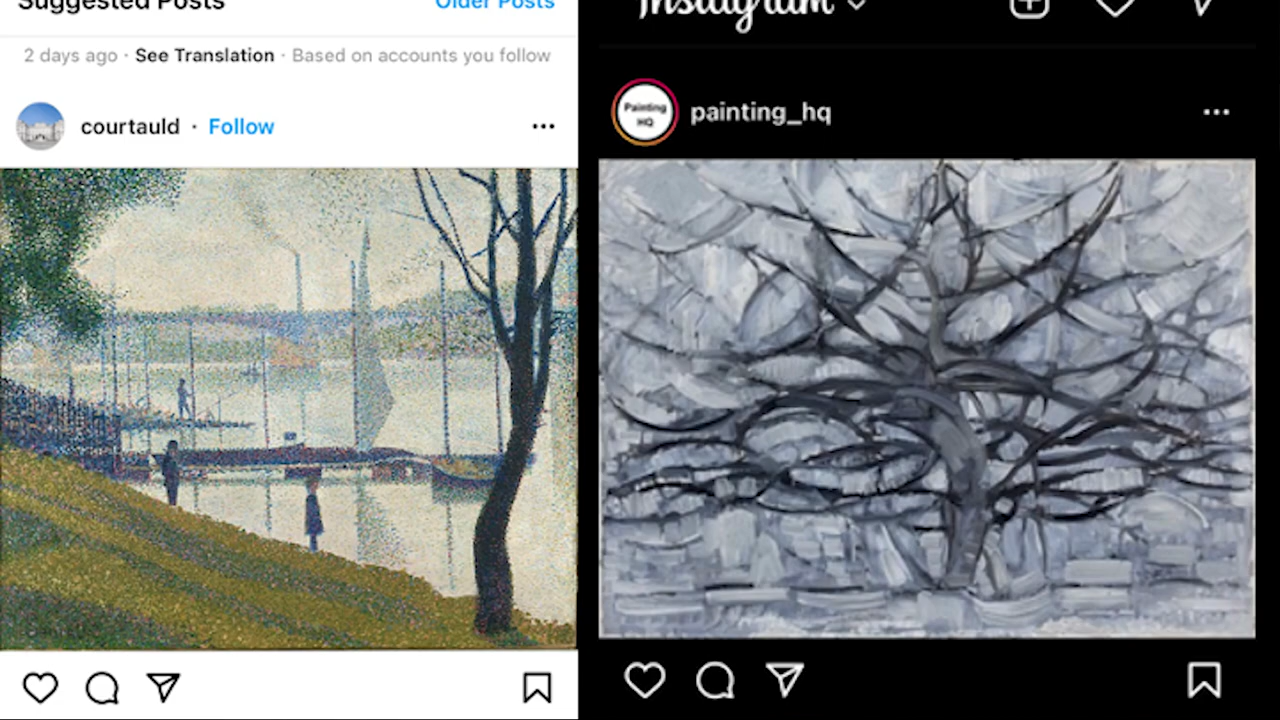 Suggested Posts
Older Posts
2 days ago · See Translation · Based on accounts you follow
courtauld · Follow
Instagram
Painting
HQ
painting_hq